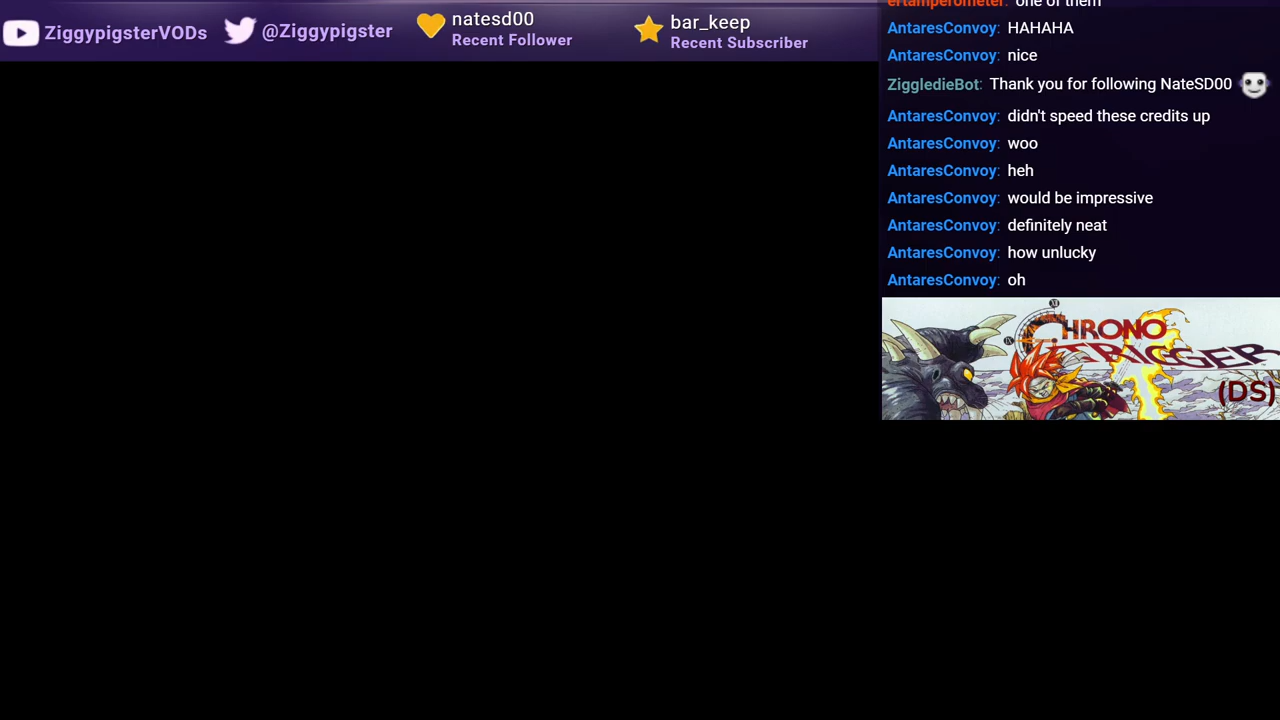 ZiggypigsterVODs
@Ziggypigster
natesd00
Recent Follower
bar_keep
Recent Subscriber
ertamperometer: one of them
AntaresConvoy: HAHAHA
AntaresConvoy: nice
ZiggledieBot: Thank you for following NateSD00
AntaresConvoy: didn't speed these credits up
AntaresConvoy: woo
AntaresConvoy: heh
AntaresConvoy: would be impressive
AntaresConvoy: definitely neat
AntaresConvoy: how unlucky
AntaresConvoy: oh
CHRONO
TRIGGER
(DS)